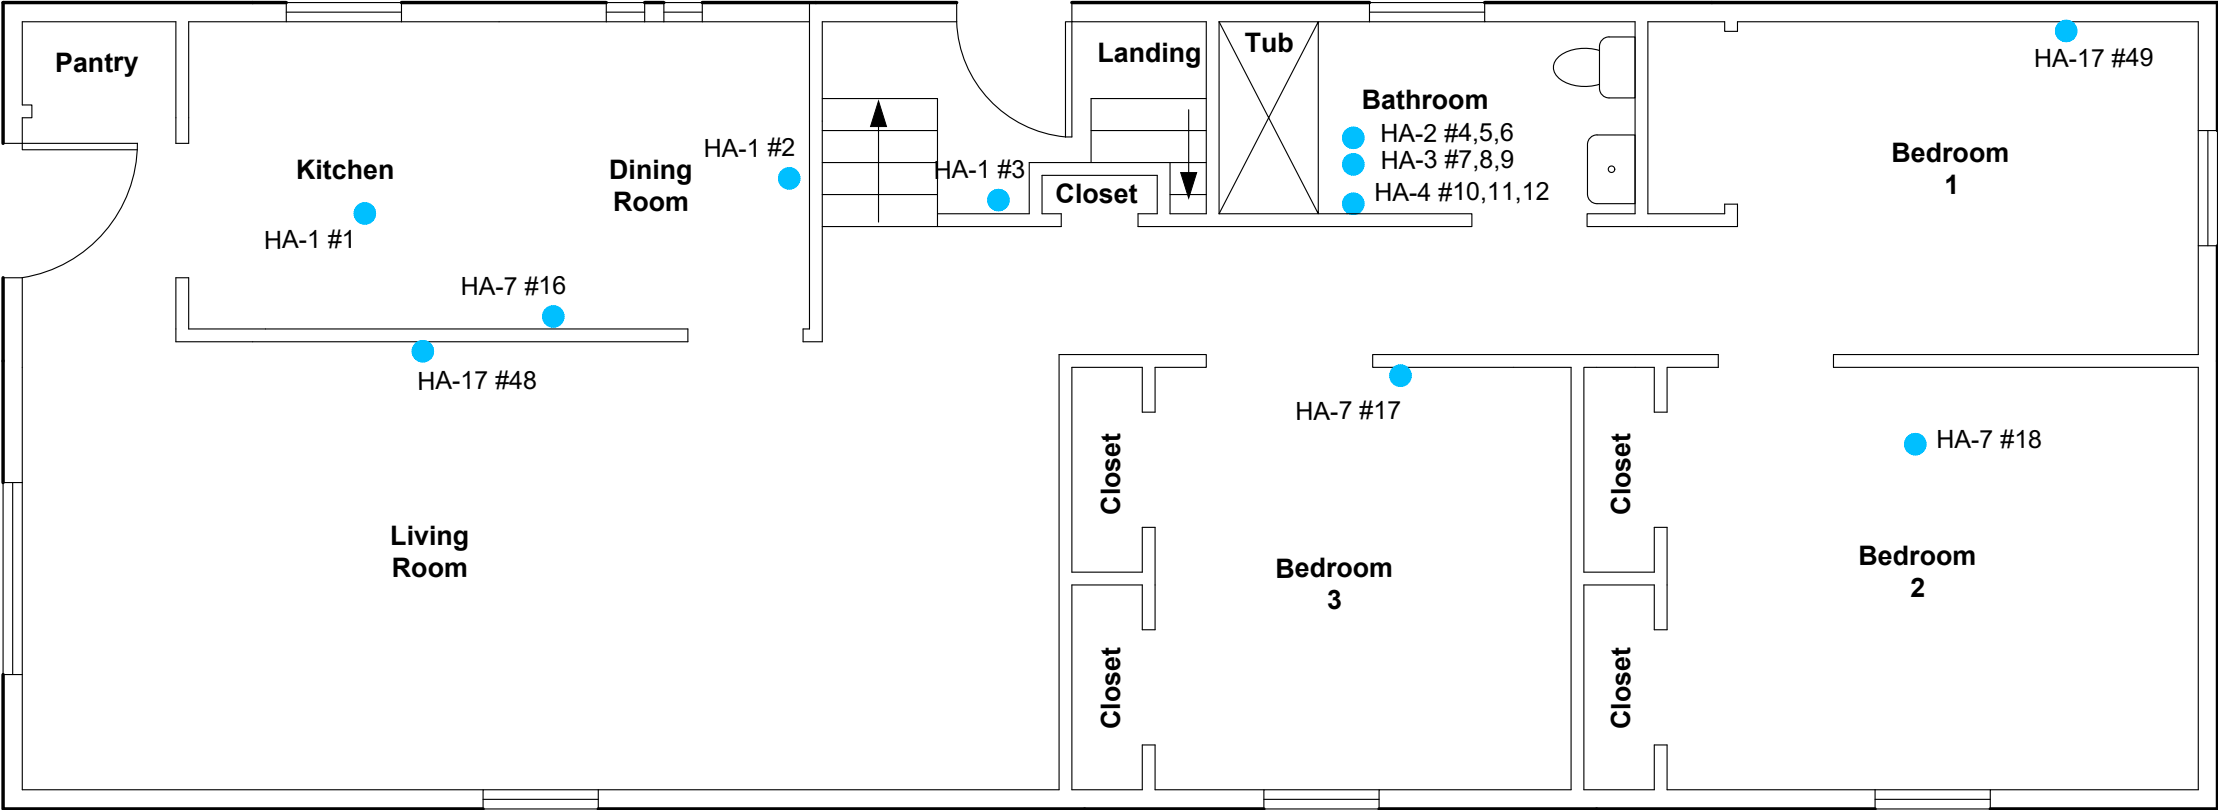 Pantry
Kitchen
HA-1 #1
Dining
Room
HA-1 #2
HA-7 #16
HA-17 #48
Living
Room
HA-1 #3
Landing
Closet
Tub
Bathroom
HA-2 #4,5,6
HA-3 #7,8,9
HA-4 #10,11,12
HA-17 #49
Bedroom
1
HA-7 #17
Closet
Closet
Bedroom
3
Closet
Closet
HA-7 #18
Bedroom
2